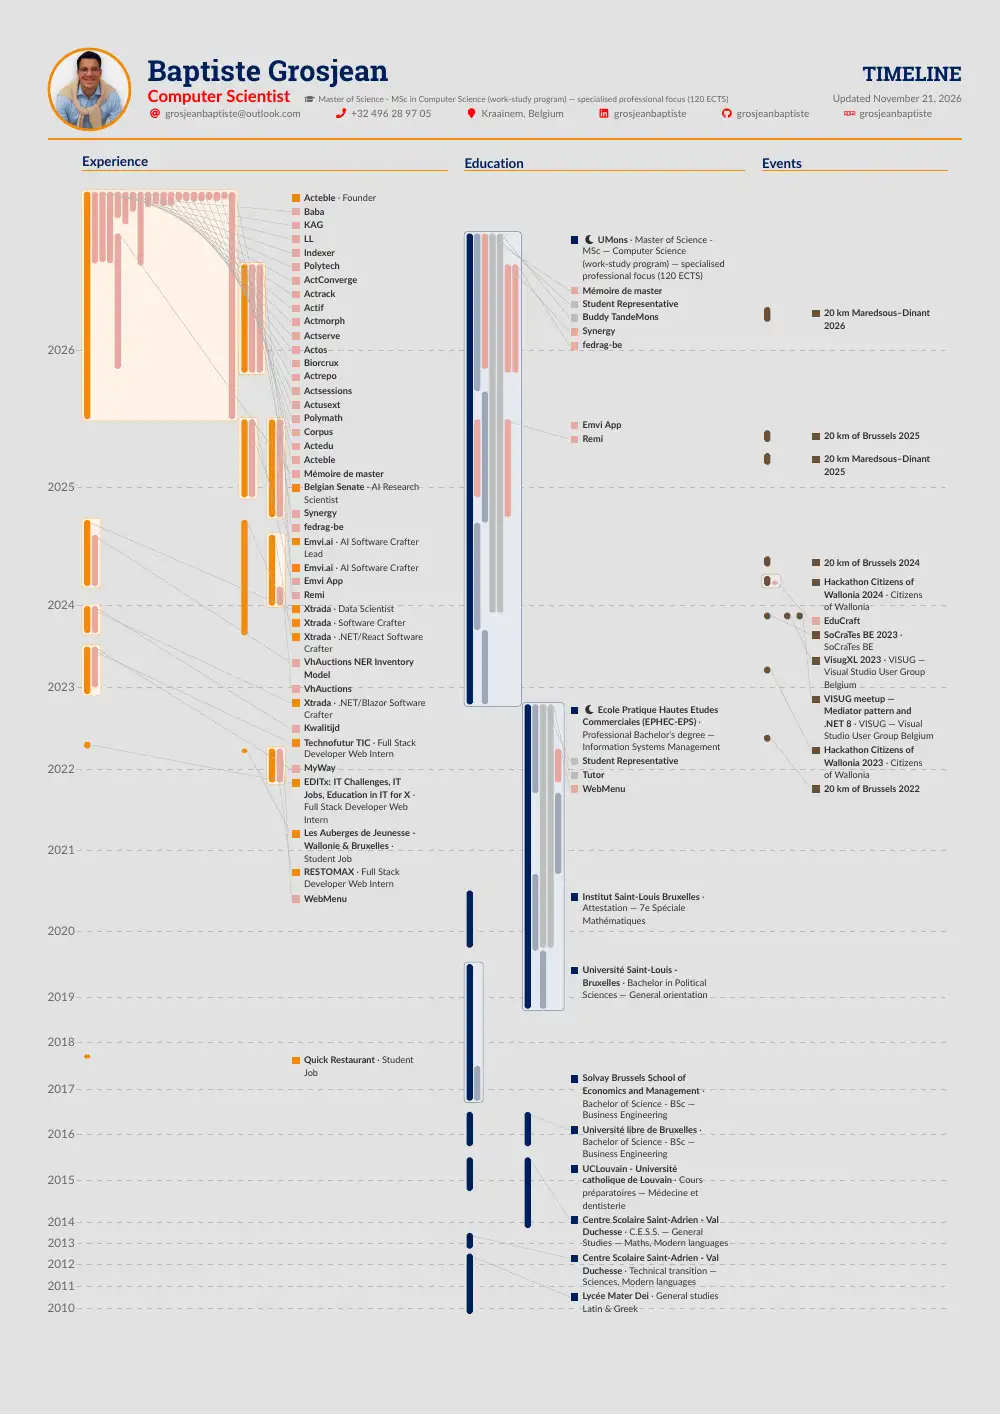 Baptiste Grosjean
TIMELINE
Computer Scientist
Master of Science - MSc in Computer Science (work-study program) — specialised professional focus (120 ECTS)
Updated November 21, 2026
grosjeanbaptiste@outlook.com
+32 496 28 97 05
Kraainem, Belgium
grosjeanbaptiste
grosjeanbaptiste
grosjeanbaptiste
Experience
Acteble · Founder
Baba
KAG
LL
Indexer
Polytech
ActConverge
Actrack
Actif
Actmorph
Actserve
Actos
Biorcrux
Actrepo
Actsessions
Actusext
Polymath
Corpus
Actedu
Acteble
Mémoire de master
Belgian Senate · AI Research
Scientist
Synergy
fedrag-be
Emvi.ai · AI Software Crafter
Lead
Emvi.ai · AI Software Crafter
Emvi App
Remi
Xtrada · Data Scientist
Xtrada · Software Crafter
Xtrada · .NET/React Software
Crafter
VhAuctions NER Inventory
Model
VhAuctions
Xtrada · .NET/Blazor Software
Crafter
Kwalitijd
Technofutur TIC · Full Stack
Developer Web Intern
MyWay
EDITx: IT Challenges, IT
Jobs, Education in IT for X ·
Full Stack Developer Web
Intern
Les Auberges de Jeunesse -
Wallonie & Bruxelles ·
Student Job
RESTOMAX · Full Stack
Developer Web Intern
WebMenu
Quick Restaurant · Student
Job
Education
UMons · Master of Science -
MSc — Computer Science
(work-study program) — specialised
professional focus (120 ECTS)
Mémoire de master
Student Representative
Buddy TandeMons
Synergy
fedrag-be
Emvi App
Remi
Ecole Pratique Hautes Etudes
Commerciales (EPHEC-EPS) ·
Professional Bachelor's degree —
Information Systems Management
Student Representative
Tutor
WebMenu
Institut Saint-Louis Bruxelles ·
Attestation — 7e Spéciale
Mathématiques
Université Saint-Louis -
Bruxelles · Bachelor in Political
Sciences — General orientation
Solvay Brussels School of
Economics and Management ·
Bachelor of Science - BSc —
Business Engineering
Université libre de Bruxelles ·
Bachelor of Science - BSc —
Business Engineering
UCLouvain - Université
catholique de Louvain · Cours
préparatoires — Médecine et
dentisterie
Centre Scolaire Saint-Adrien - Val
Duchesse · C.E.S.S. — General
Studies — Maths, Modern languages
Centre Scolaire Saint-Adrien - Val
Duchesse · Technical transition —
Sciences, Modern languages
Lycée Mater Dei · General studies
Latin & Greek
Events
20 km Maredsous–Dinant
2026
20 km of Brussels 2025
20 km Maredsous–Dinant
2025
20 km of Brussels 2024
Hackathon Citizens of
Wallonia 2024 · Citizens
of Wallonia
EduCraft
SoCraTes BE 2023 ·
SoCraTes BE
VisugXL 2023 · VISUG —
Visual Studio User Group
Belgium
VISUG meetup —
Mediator pattern and
.NET 8 · VISUG — Visual
Studio User Group Belgium
Hackathon Citizens of
Wallonia 2023 · Citizens
of Wallonia
20 km of Brussels 2022
2026
2025
2024
2023
2022
2021
2020
2019
2018
2017
2016
2015
2014
2013
2012
2011
2010